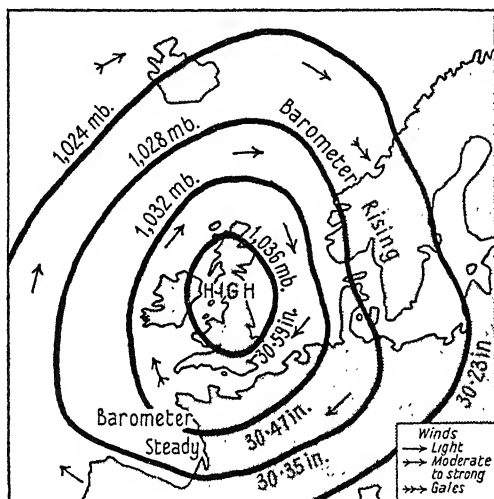 1,024 mb.
1,028 mb.
1,032 mb.
1,036 mb.
Barometer
Rising
HIGH
30·59 in.
30·47 in.
30·35 in.
30·23 in.
Barometer
Steady
Winds
Light
Moderate
to strong
Gales